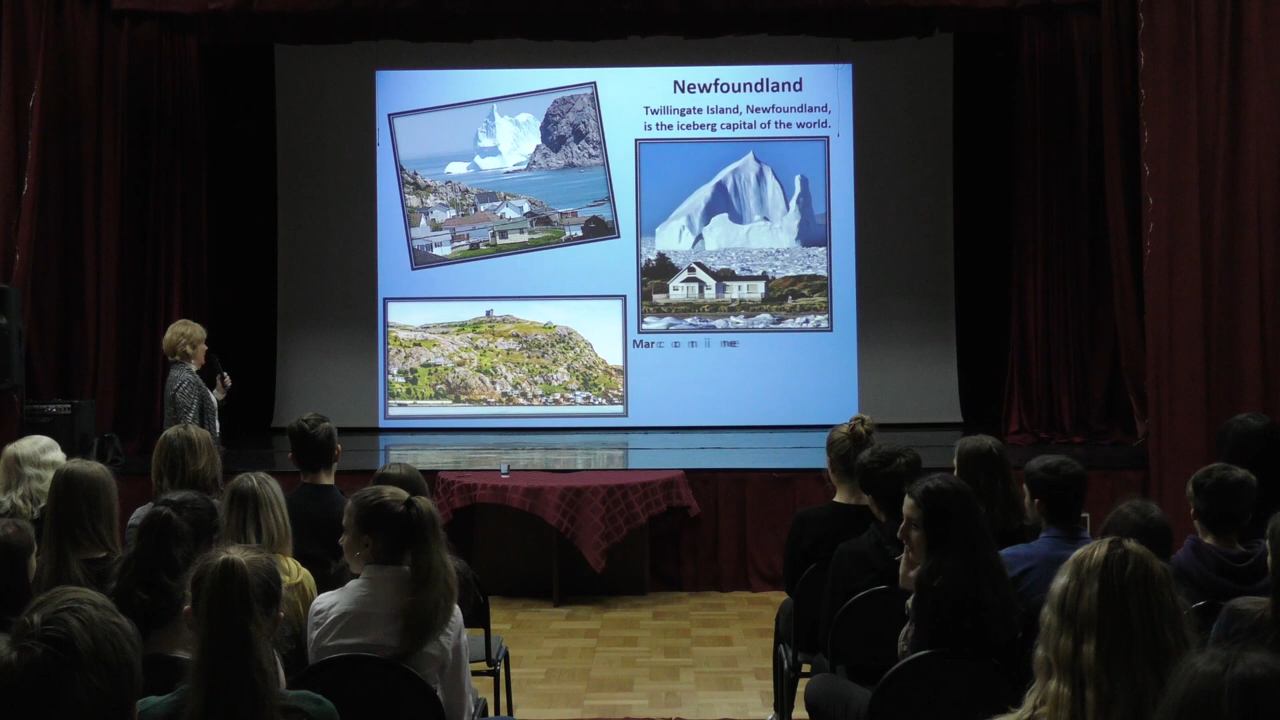 Newfoundland
Twillingate Island, Newfoundland,
is the iceberg capital of the world.